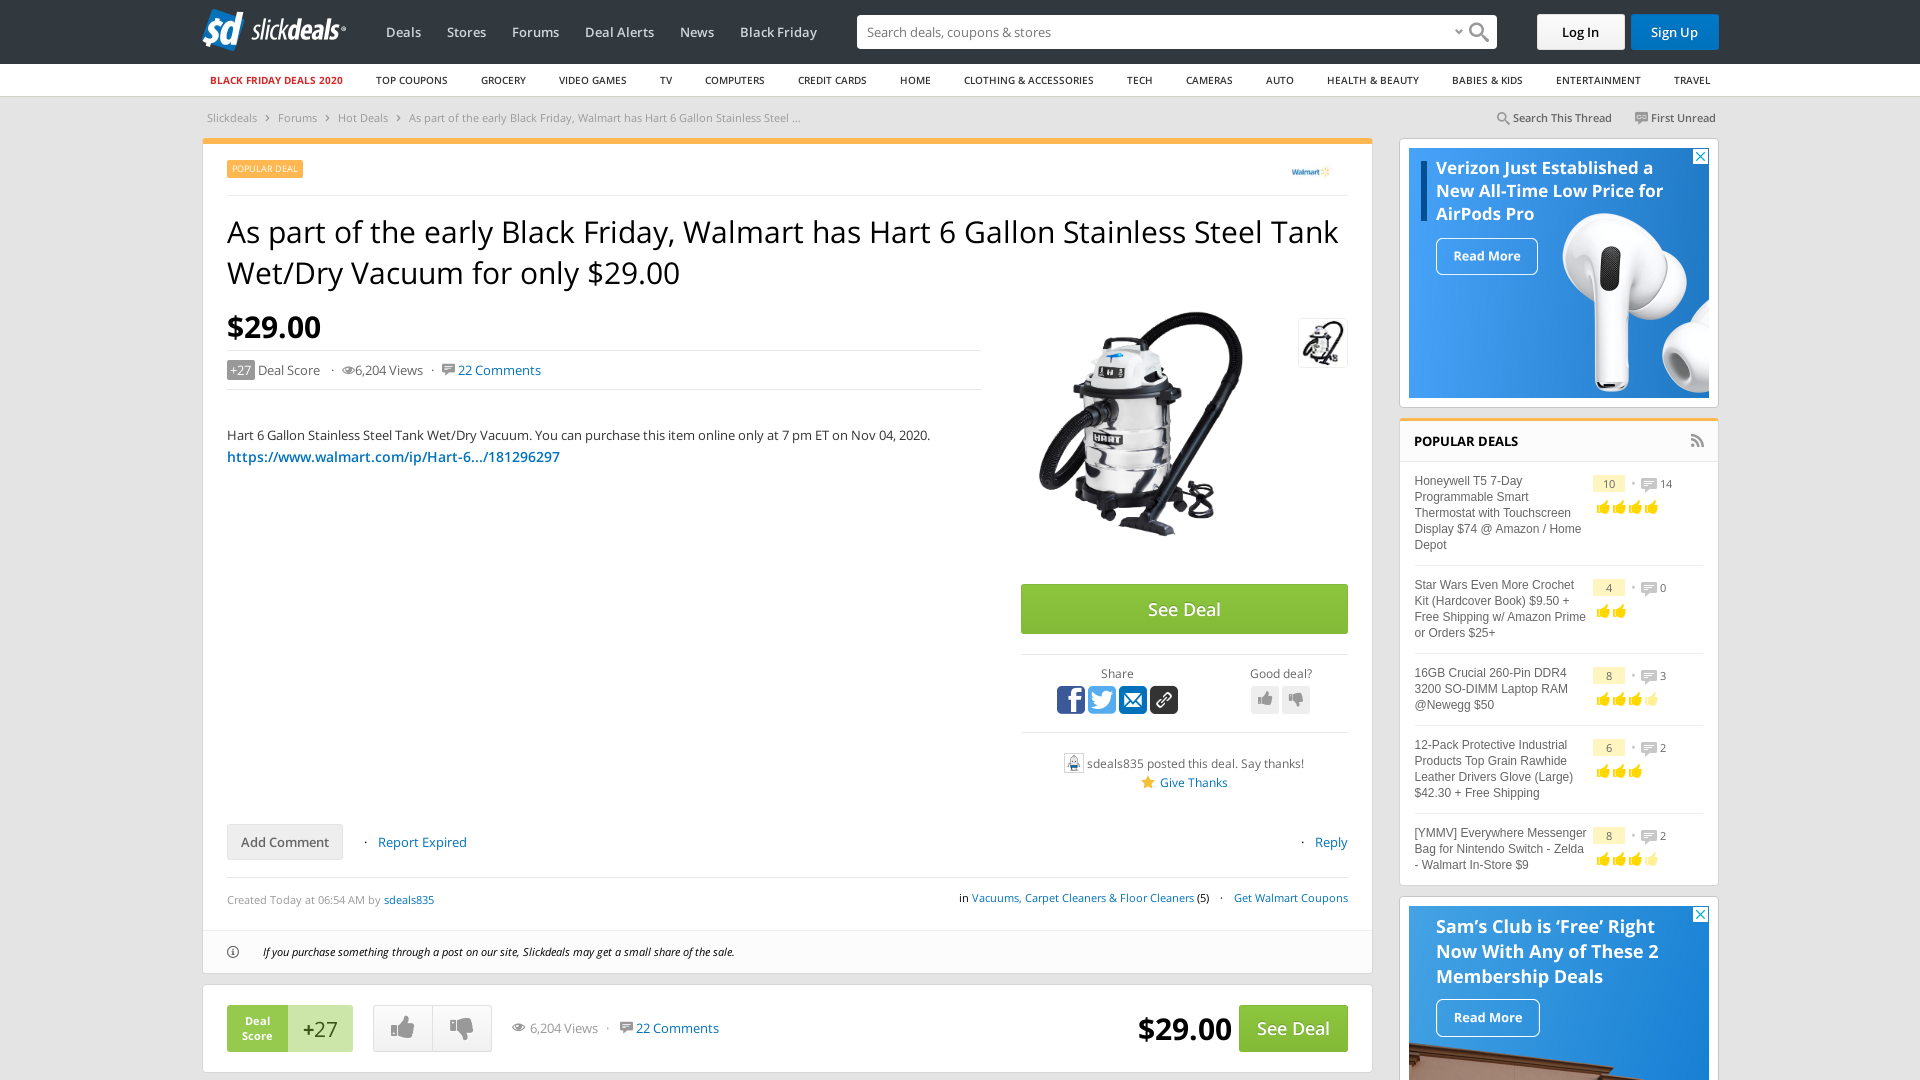 sd slickdeals
Deals Stores Forums Deal Alerts News Black Friday
Search deals, coupons & shopping
Log In Sign Up
BLACK FRIDAY DEALS 2020 TOP COUPONS GROCERY VIDEO GAMES TV COMPUTERS CREDIT CARDS HOME CLOTHING & ACCESSORIES TECH CAMERAS AUTO HEALTH & BEAUTY BABIES & KIDS ENTERTAINMENT TRAVEL
Slickdeals › Forums › Hot Deals › As part of the early Black Friday, Walmart has Hart 6 Gallon Stainless Steel ...
Search This Thread First Unread
POPULAR DEAL
Walmart
As part of the early Black Friday, Walmart has Hart 6 Gallon Stainless Steel Tank
Wet/Dry Vacuum for only $29.00
$29.00
+27 Deal Score · 6,204 Views · 22 Comments
Hart 6 Gallon Stainless Steel Tank Wet/Dry Vacuum. You can purchase this item online only at 7 pm ET on Nov 04, 2020.
https://www.walmart.com/ip/Hart-6.../181296297
HART
See Deal
Share
Good deal?
sdeals835 posted this deal. Say thanks!
Give Thanks
Add Comment · Report Expired
· Reply
Created Today at 06:54 AM by sdeals835
in Vacuums, Carpet Cleaners & Floor Cleaners (5) · Get Walmart Coupons
If you purchase something through a post on our site, Slickdeals may get a small share of the sale.
Deal
Score
+27
6,204 Views · 22 Comments
$29.00
See Deal
Verizon Just Established a
New All-Time Low Price for
AirPods Pro
Read More
POPULAR DEALS
Honeywell T5 7-Day
Programmable Smart
Thermostat with Touchscreen
Display $74 @ Amazon / Home
Depot
10 • 14
Star Wars Even More Crochet
Kit (Hardcover Book) $9.50 +
Free Shipping w/ Amazon Prime
or Orders $25+
4 • 0
16GB Crucial 260-Pin DDR4
3200 SO-DIMM Laptop RAM
@Newegg $50
8 • 3
12-Pack Protective Industrial
Products Top Grain Rawhide
Leather Drivers Glove (Large)
$42.30 + Free Shipping
6 • 2
[YMMV] Everywhere Messenger
Bag for Nintendo Switch - Zelda
- Walmart In-Store $9
8 • 2
Sam's Club is 'Free' Right
Now With Any of These 2
Membership Deals
Read More